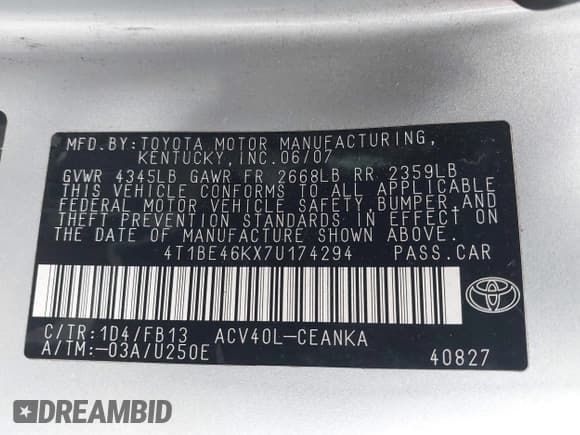 MFD.BY:TOYOTA MOTOR MANUFACTURING,
KENTUCKY,INC.06/07
GVWR 4345LB GAWR FR 2668LB RR 2359LB
THIS VEHICLE CONFORMS TO ALL APPLICABLE
FEDERAL MOTOR VEHICLE SAFETY,BUMPER,AND
THEFT PREVENTION STANDARDS IN EFFECT ON
THE DATE OF MANUFACTURE SHOWN ABOVE.
4T1BE46KX7U174294 PASS.CAR
C/TR:1D4/FB13 ACV40L-CEANKA
A/TM:-03A/U250E 40827
DREAMBID